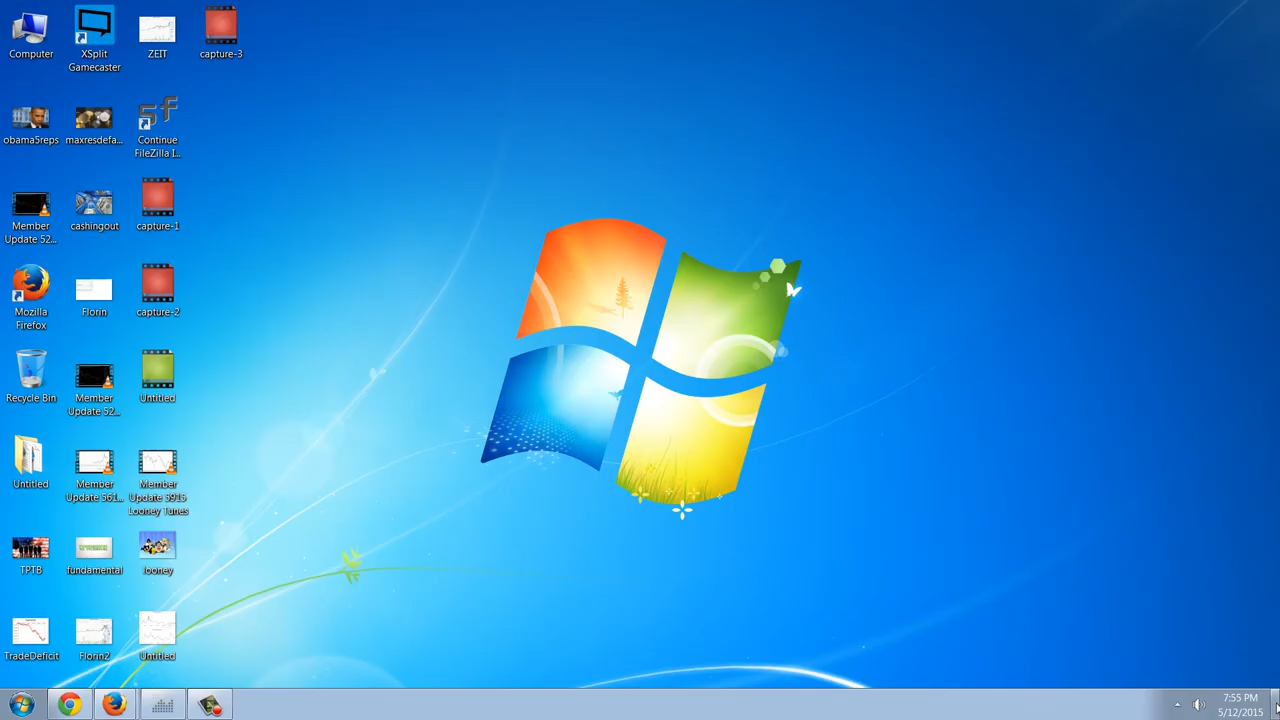 Computer
XSplit
Gamecaster
ZEIT
capture-3
obama5reps
maxresdefa...
Continue
FileZilla I...
Member
Update 52...
cashingout
capture-1
Mozilla
Firefox
Florin
capture-2
Recycle Bin
Member
Update 52...
Untitled
Untitled
Member
Update 561...
Member
Update 5915
Looney Tunes
TPTB
fundamental
looney
TradeDeficit
Florin2
Untitled
7:55 PM
5/12/2015